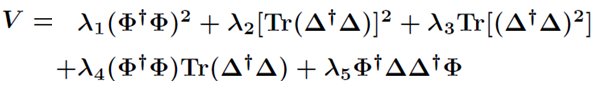 V = λ₁(Φ†Φ)² + λ₂[Tr(Δ†Δ)]² + λ₃Tr[(Δ†Δ)²]
+λ₄(Φ†Φ)Tr(Δ†Δ) + λ₅Φ†ΔΔ†Φ